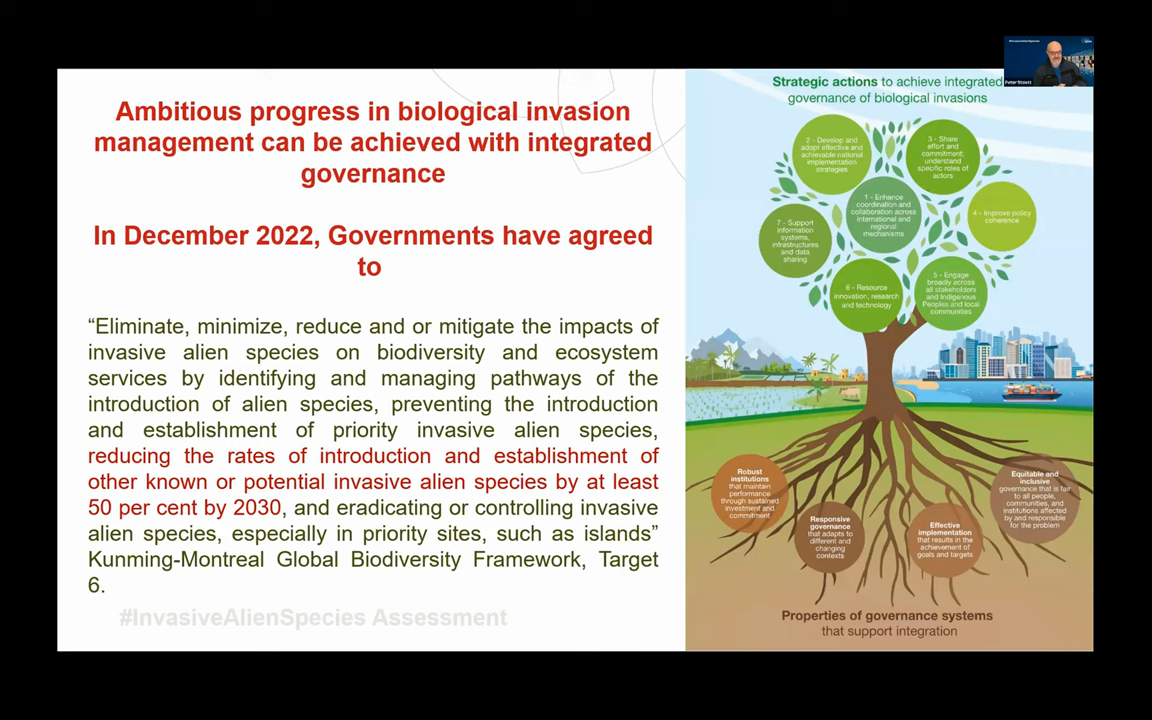 Ambitious progress in biological invasion
management can be achieved with integrated
governance
In December 2022, Governments have agreed
to
“Eliminate, minimize, reduce and or mitigate the impacts of
invasive alien species on biodiversity and ecosystem
services by identifying and managing pathways of the
introduction of alien species, preventing the introduction
and establishment of priority invasive alien species,
reducing the rates of introduction and establishment of
other known or potential invasive alien species by at least
50 per cent by 2030, and eradicating or controlling invasive
alien species, especially in priority sites, such as islands”
Kunming-Montreal Global Biodiversity Framework, Target
6.
#InvasiveAlienSpecies Assessment
Strategic actions to achieve integrated
governance of biological invasions
2 - Develop and
adopt effective and
achievable national
implementation
strategies
3 - Share
effort and
commitment;
understand
specific roles of
actors
1 - Enhance
coordination and
collaboration across
international and
regional
mechanisms
4 - Improve policy
coherence
7 - Support
information
systems,
infrastructures
and data
sharing
5 - Engage
broadly across
all stakeholders
and Indigenous
Peoples and local
communities
6 - Resource
innovation, research
and technology
Robust
institutions
that maintain
performance
through sustained
investment and
commitment
Responsive
governance
that adapts to
different and
changing
contexts
Effective
implementation
that results in the
achievement of
goals and targets
Equitable and
inclusive
governance that is fair
to all people,
communities, and
institutions affected
by and responsible
for the problem
Properties of governance systems
that support integration